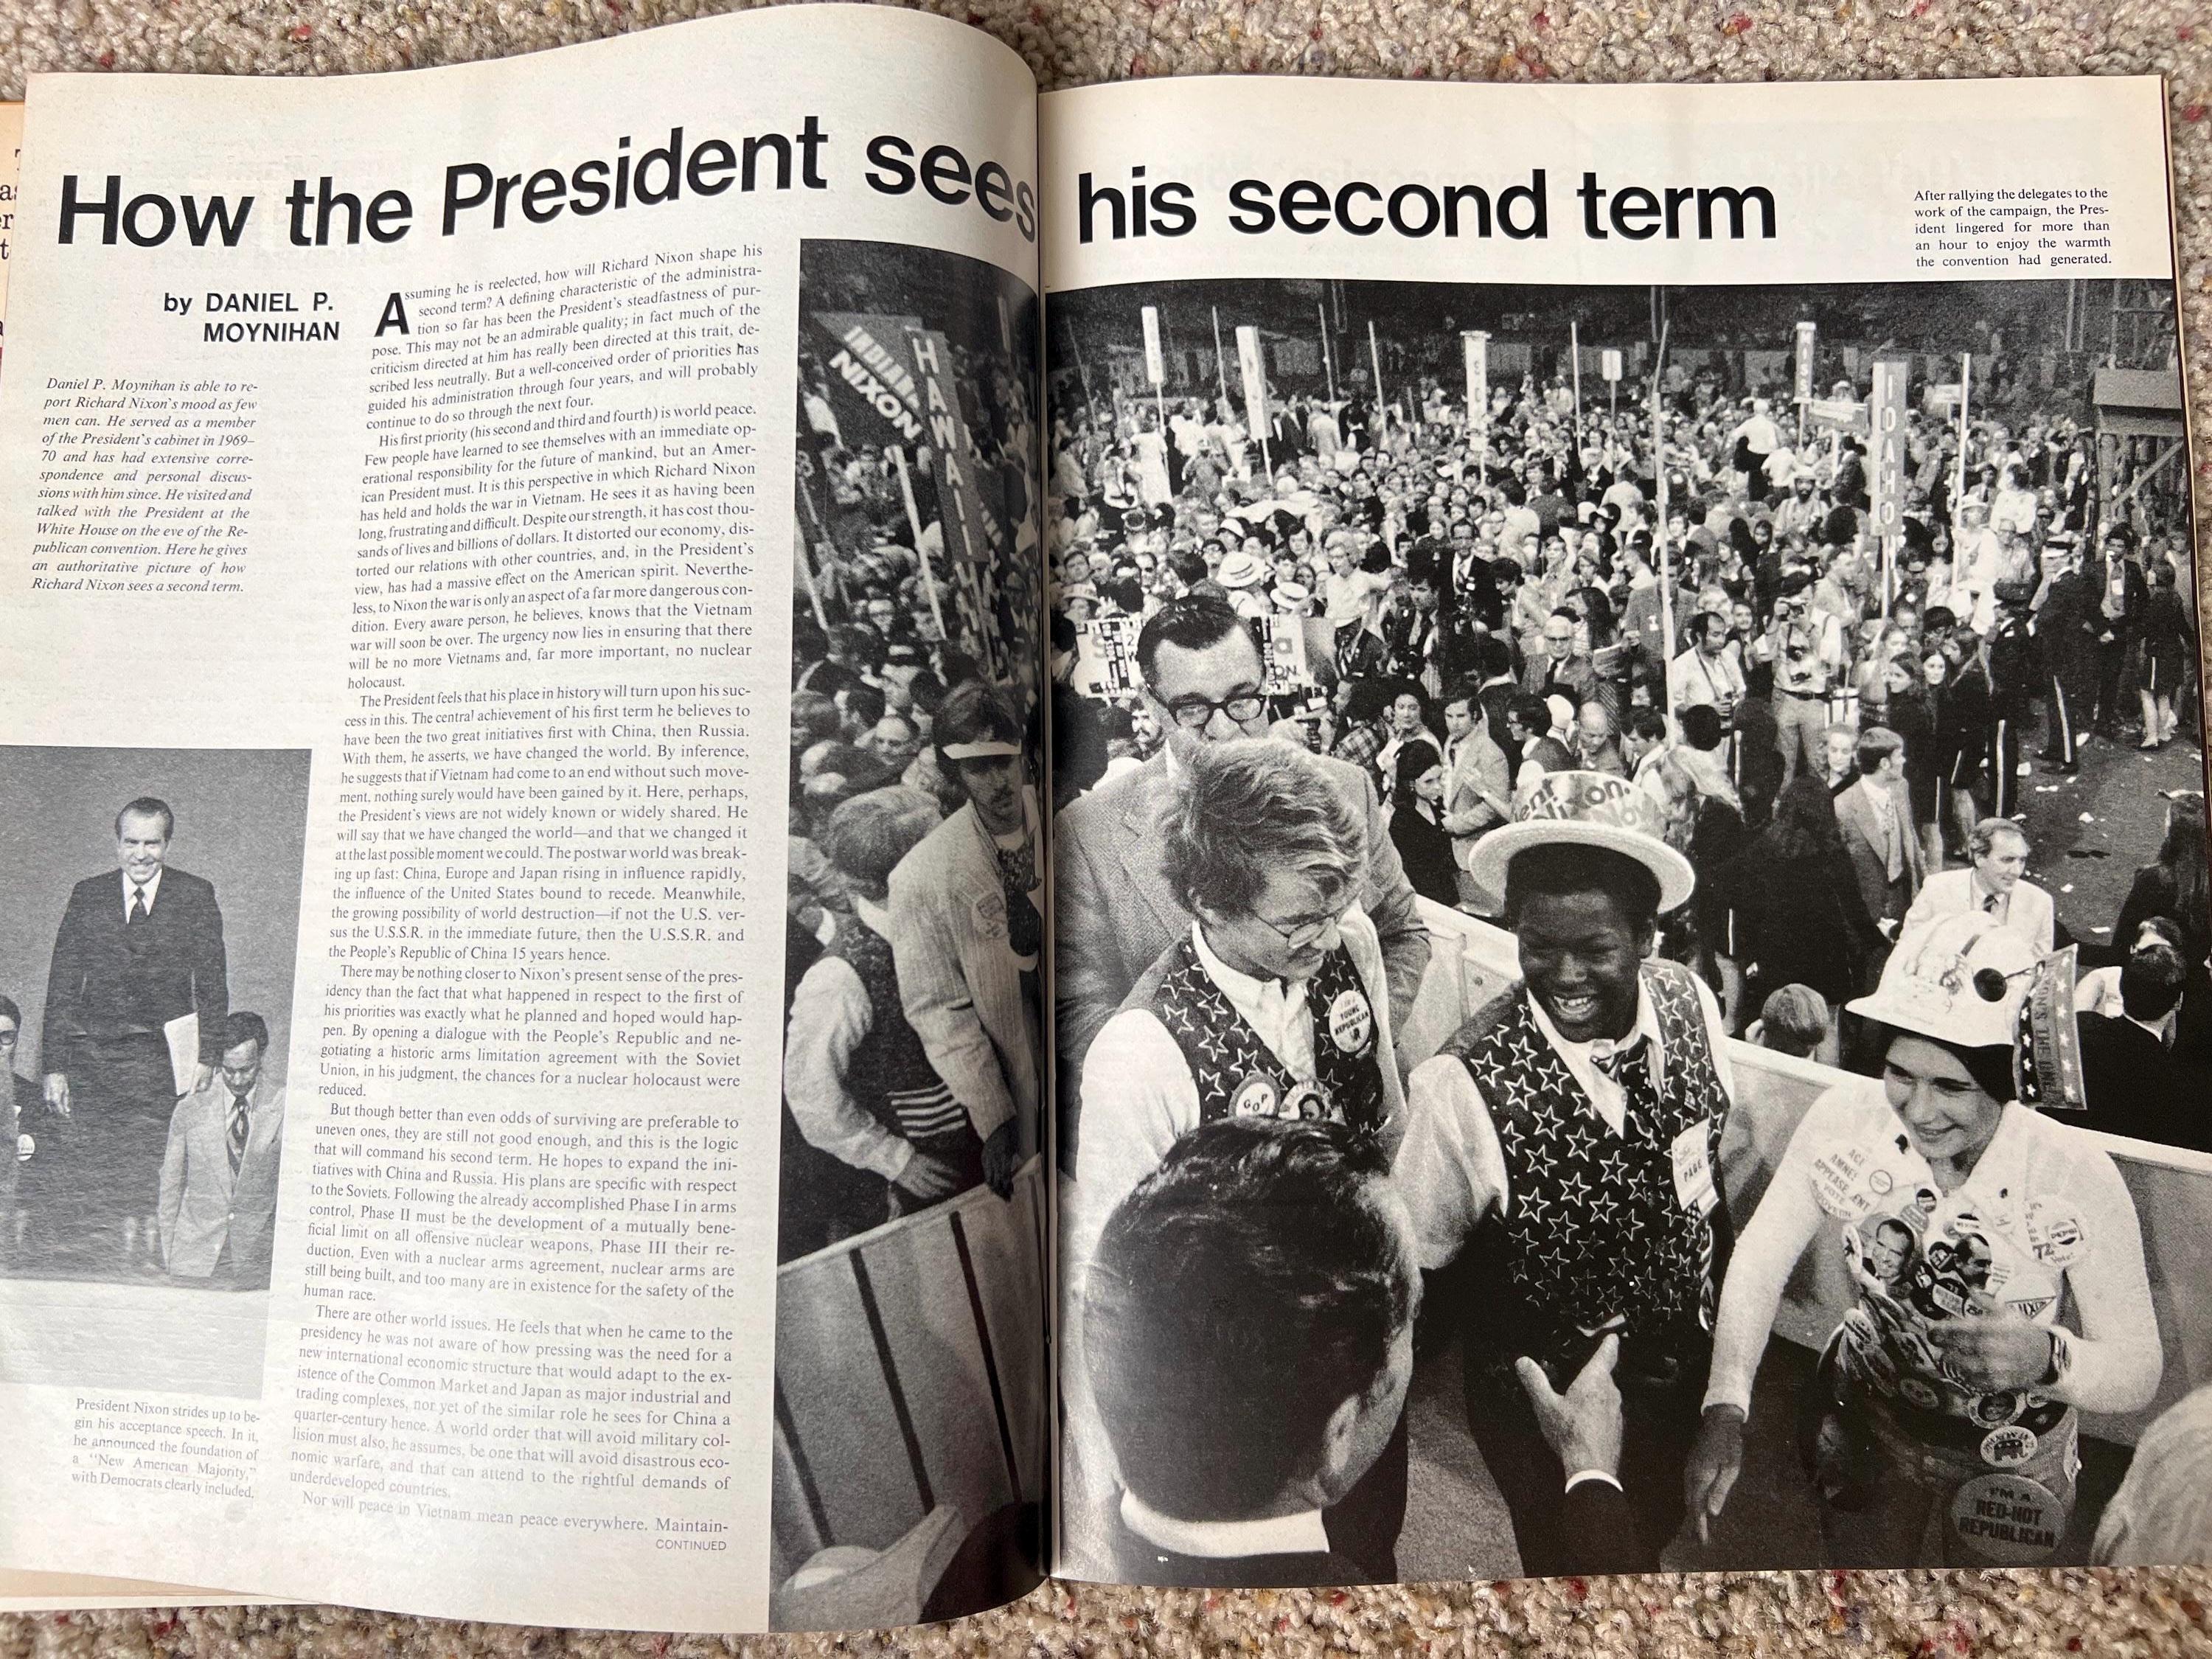 How the President sees his second term
by DANIEL P.
MOYNIHAN
Daniel P. Moynihan is able to re-
port Richard Nixon's mood as few
men can. He served as a member
of the President's cabinet in 1969–
70 and has had extensive corre-
spondence and personal discus-
sions with him since. He visited and
talked with the President at the
White House on the eve of the Re-
publican convention. Here he gives
an authoritative picture of how
Richard Nixon sees a second term.
Assuming he is reelected, how will Richard Nixon shape his
second term? A defining characteristic of the administra-
tion so far has been the President's steadfastness of pur-
pose. This may not be an admirable quality; in fact much of the
criticism directed at him has really been directed at this trait, de-
scribed less neutrally. But a well-conceived order of priorities has
guided his administration through four years, and will probably
continue to do so through the next four.
His first priority (his second and third and fourth) is world peace.
Few people have learned to see themselves with an immediate op-
erational responsibility for the future of mankind, but an Amer-
ican President must. It is this perspective in which Richard Nixon
has held and holds the war in Vietnam. He sees it as having been
long, frustrating and difficult. Despite our strength, it has cost thou-
sands of lives and billions of dollars. It distorted our economy, dis-
torted our relations with other countries, and, in the President's
view, has had a massive effect on the American spirit. Neverthe-
less, to Nixon the war is only an aspect of a far more dangerous con-
dition. Every aware person, he believes, knows that the Vietnam
war will soon be over. The urgency now lies in ensuring that there
will be no more Vietnams and, far more important, no nuclear
holocaust.
The President feels that his place in history will turn upon his suc-
cess in this. The central achievement of his first term he believes to
have been the two great initiatives first with China, then Russia.
With them, he asserts, we have changed the world. By inference,
he suggests that if Vietnam had come to an end without such move-
ment, nothing surely would have been gained by it. Here, perhaps,
the President's views are not widely known or widely shared. He
will say that we have changed the world—and that we changed it
at the last possible moment we could. The postwar world was break-
ing up fast: China, Europe and Japan rising in influence rapidly,
the influence of the United States bound to recede. Meanwhile,
the growing possibility of world destruction—if not the U.S. ver-
sus the U.S.S.R. in the immediate future, then the U.S.S.R. and
the People's Republic of China 15 years hence.
There may be nothing closer to Nixon's present sense of the pres-
idency than the fact that what happened in respect to the first of
his priorities was exactly what he planned and hoped would hap-
pen. By opening a dialogue with the People's Republic and ne-
gotiating a historic arms limitation agreement with the Soviet
Union, in his judgment, the chances for a nuclear holocaust were
reduced.
But though better than even odds of surviving are preferable to
uneven ones, they are still not good enough, and this is the logic
that will command his second term. He hopes to expand the ini-
tiatives with China and Russia. His plans are specific with respect
to the Soviets. Following the already accomplished Phase I in arms
control, Phase II must be the development of a mutually bene-
ficial limit on all offensive nuclear weapons, Phase III their re-
duction. Even with a nuclear arms agreement, nuclear arms are
still being built, and too many are in existence for the safety of the
human race.
There are other world issues. He feels that when he came to the
presidency he was not aware of how pressing was the need for a
new international economic structure that would adapt to the ex-
istence of the Common Market and Japan as major industrial and
trading complexes, nor yet of the similar role he sees for China a
quarter-century hence. A world order that will avoid military col-
lision must also, he assumes, be one that will avoid disastrous eco-
nomic warfare, and that can attend to the rightful demands of
underdeveloped countries.
Nor will peace in Vietnam mean peace everywhere. Maintain-
CONTINUED
President Nixon strides up to be-
gin his acceptance speech. In it,
he announced the foundation of
a "New American Majority,"
with Democrats clearly included.
After rallying the delegates to the
work of the campaign, the Pres-
ident lingered for more than
an hour to enjoy the warmth
the convention had generated.
NIXON
HAWAII
IDAHO
YOUNG
REPUBLICAN
GOP
PAGE
I'M A
RED-HOT
REPUBLICAN